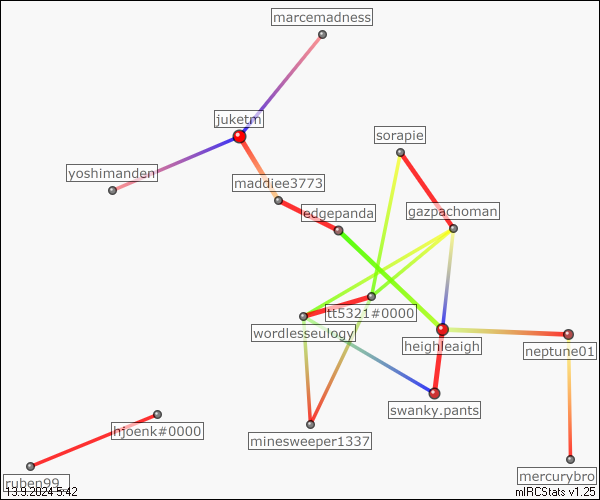 marcemadness
juketm
sorapie
yoshimanden
maddiee3773
edgepanda
gazpachoman
tt5321#0000
wordlesseulogy
heighleaigh
neptune01
swanky.pants
hjoenk#0000
minesweeper1337
mercurybro
ruben99_
13.9.2024 5:42
mIRCStats v1.25